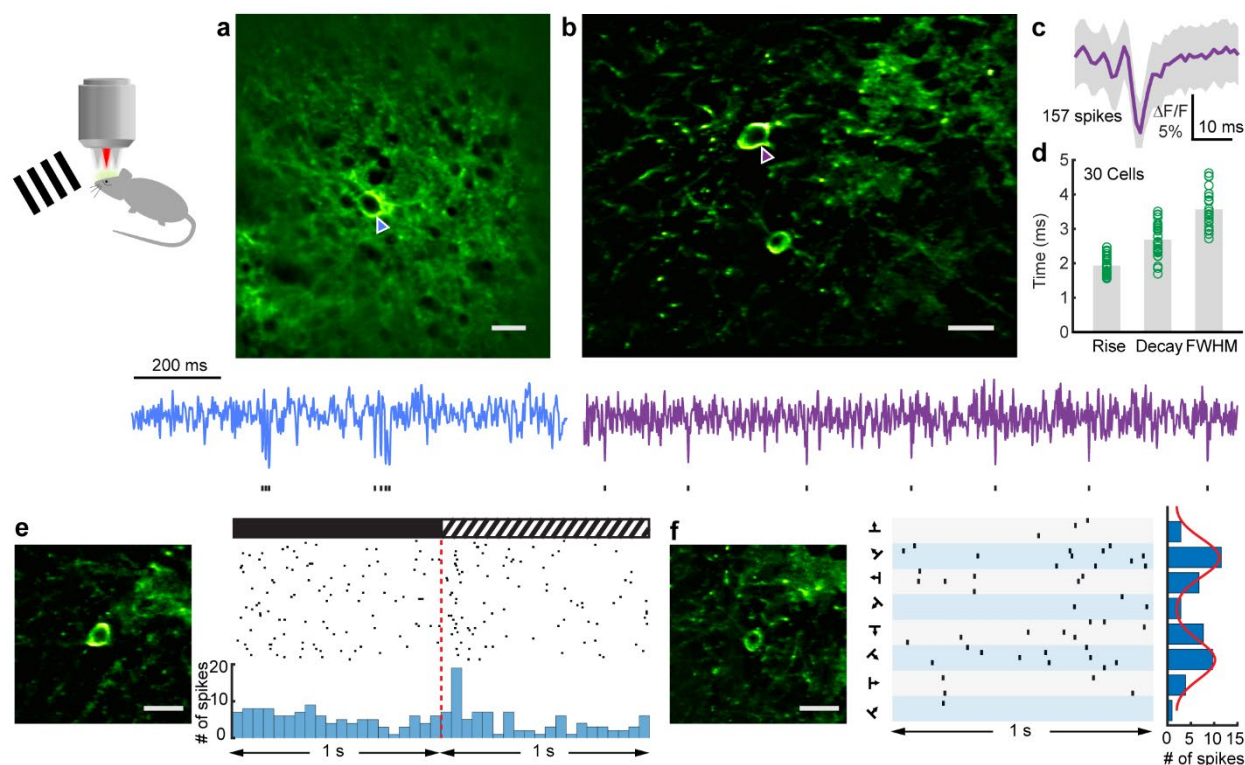 a
b
c
157 spikes
ΔF/F
5%
10 ms
d
30 Cells
Time (ms)
5
4
3
2
1
0
Rise Decay FWHM
200 ms
e
# of spikes
20
10
0
1 s
1 s
f
1 s
0 5 10 15
# of spikes